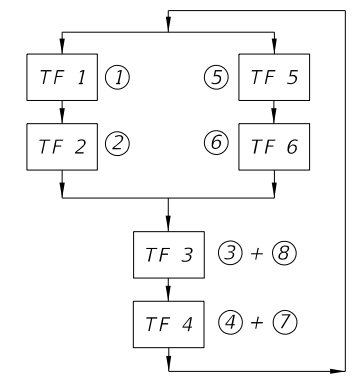 TF 1 ① ⑤ TF 5
TF 2 ② ⑥ TF 6
TF 3 ③ + ⑧
TF 4 ④ + ⑦